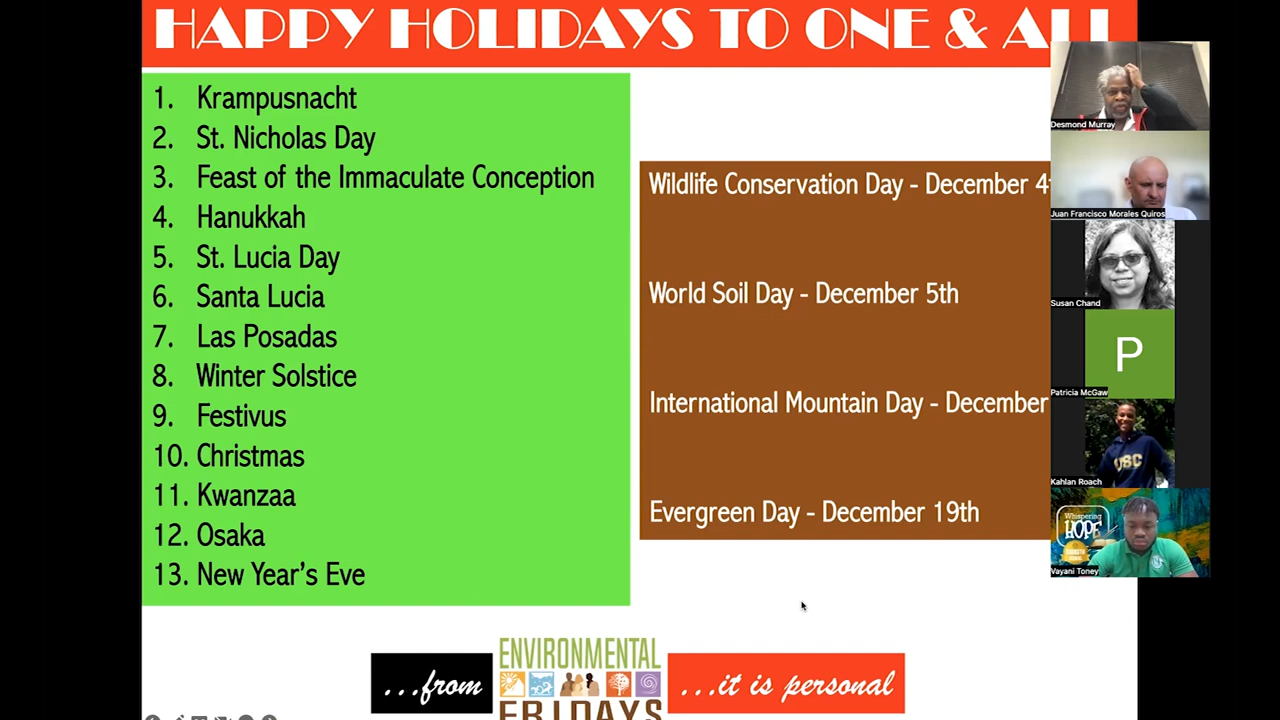 HAPPY HOLIDAYS TO ONE & ALL
1. Krampusnacht
2. St. Nicholas Day
3. Feast of the Immaculate Conception
4. Hanukkah
5. St. Lucia Day
6. Santa Lucia
7. Las Posadas
8. Winter Solstice
9. Festivus
10. Christmas
11. Kwanzaa
12. Osaka
13. New Year's Eve
Wildlife Conservation Day - December 4
World Soil Day - December 5th
International Mountain Day - December
Evergreen Day - December 19th
...from
ENVIRONMENTAL
FRIDAYS
...it is personal
Desmond Murray
Juan Francisco Morales Quiros
Susan Chand
P
Patricia McGaw
USC
Kahlan Roach
Whispering
HOPE
Vayani Toney